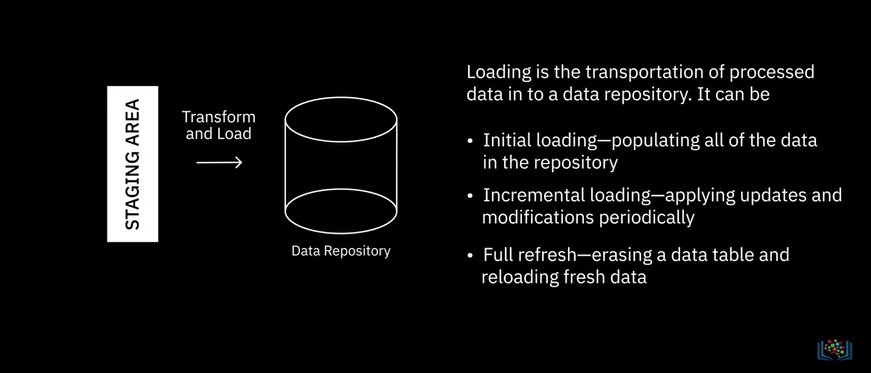 STAGING AREA
Transform
and Load
Data Repository
Loading is the transportation of processed
data in to a data repository. It can be
• Initial loading—populating all of the data
in the repository
• Incremental loading—applying updates and
modifications periodically
• Full refresh—erasing a data table and
reloading fresh data